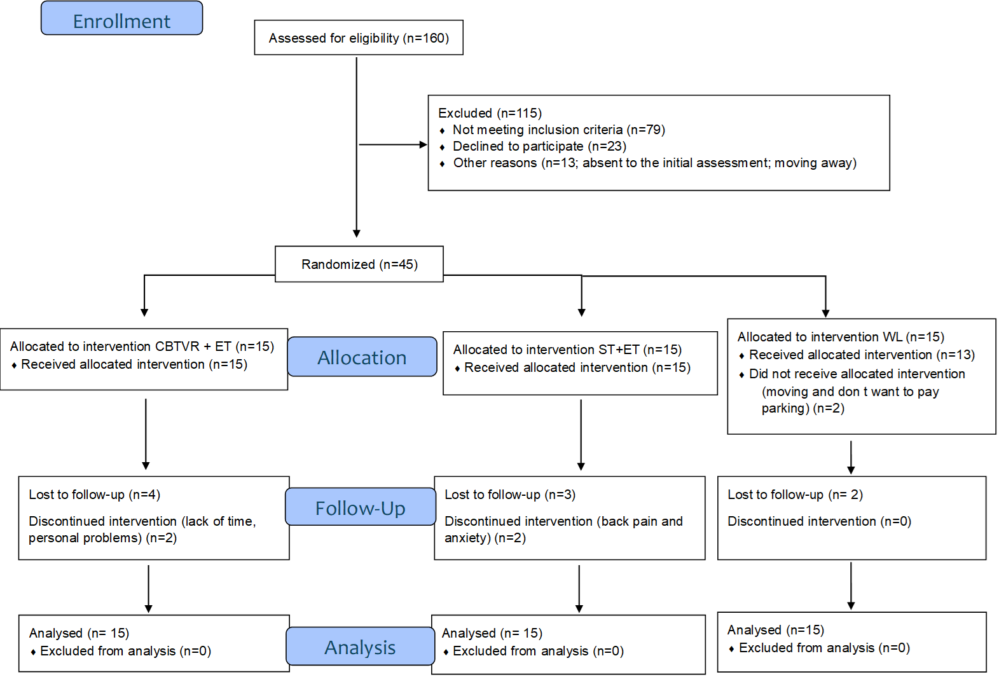 Enrollment
Assessed for eligibility (n=160)
Excluded (n=115)
♦ Not meeting inclusion criteria (n=79)
♦ Declined to participate (n=23)
♦ Other reasons (n=13; absent to the initial assessment; moving away)
Randomized (n=45)
Allocated to intervention CBTVR + ET (n=15)
♦ Received allocated intervention (n=15)
Allocation
Allocated to intervention ST+ET (n=15)
♦ Received allocated intervention (n=15)
Allocated to intervention WL (n=15)
♦ Received allocated intervention (n=13)
♦ Did not receive allocated intervention
(moving and don t want to pay
parking) (n=2)
Lost to follow-up (n=4)
Discontinued intervention (lack of time,
personal problems) (n=2)
Follow-Up
Lost to follow-up (n=3)
Discontinued intervention (back pain and
anxiety) (n=2)
Lost to follow-up (n= 2)
Discontinued intervention (n=0)
Analysed (n= 15)
♦ Excluded from analysis (n=0)
Analysis
Analysed (n= 15)
♦ Excluded from analysis (n=0)
Analysed (n=15)
♦ Excluded from analysis (n=0)